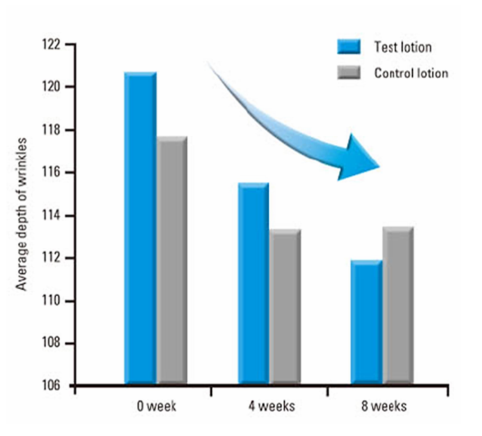 122
120
118
116
114
112
110
108
106
Average depth of wrinkles
Test lotion
Control lotion
0 week
4 weeks
8 weeks